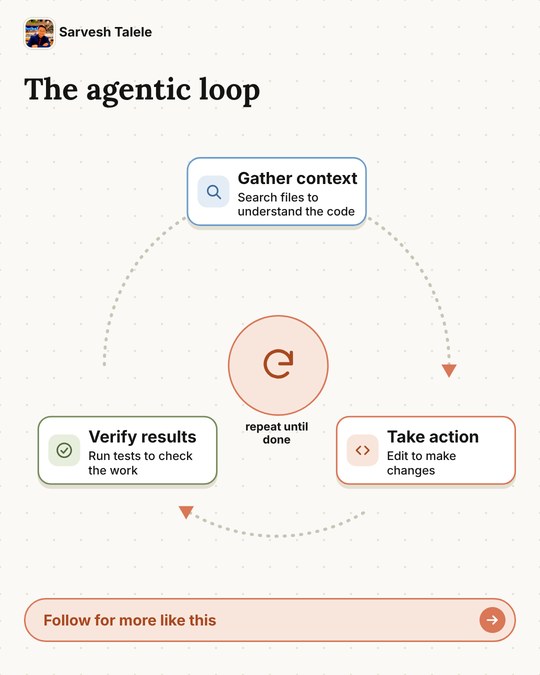 Sarvesh Talele
The agentic loop
Gather context
Search files to
understand the code
repeat until
done
Verify results
Run tests to check
the work
Take action
Edit to make
changes
Follow for more like this